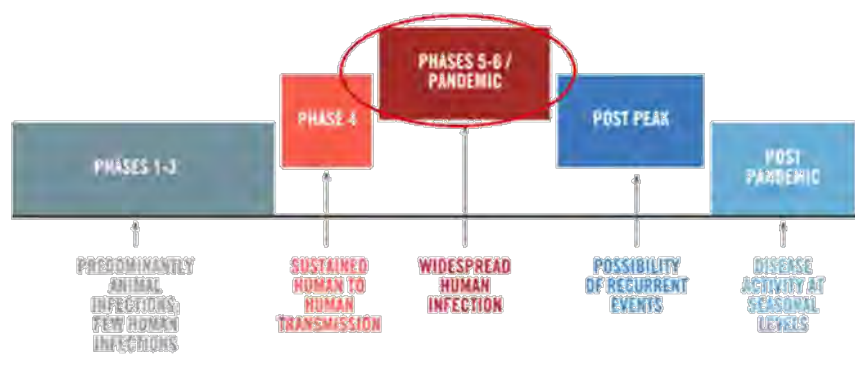 PHASES 5-6 /
PANDEMIC
PHASE 4
POST PEAK
PHASES 1-3
POST
PANDEMIC
PREDOMINANTLY
ANIMAL
INFECTIONS;
FEW HUMAN
INFECTIONS
SUSTAINED
HUMAN TO
HUMAN
TRANSMISSION
WIDESPREAD
HUMAN
INFECTION
POSSIBILITY
OF RECURRENT
EVENTS
DISEASE
ACTIVITY AT
SEASONAL
LEVELS